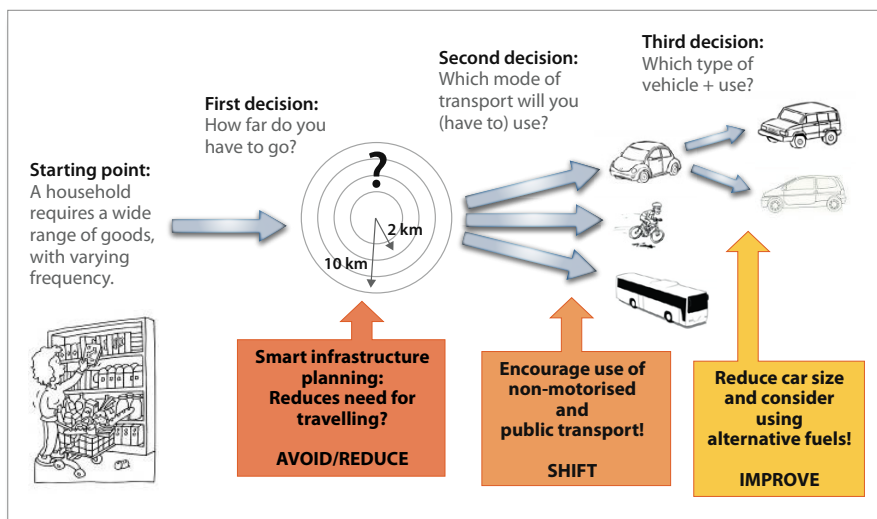 Starting point:
A household
requires a wide
range of goods,
with varying
frequency.
First decision:
How far do you
have to go?
?
2 km
10 km
Second decision:
Which mode of
transport will you
(have to) use?
Third decision:
Which type of
vehicle + use?
Smart infrastructure
planning:
Reduces need for
travelling?
AVOID/REDUCE
Encourage use of
non-motorised
and
public transport!
SHIFT
Reduce car size
and consider
using
alternative fuels!
IMPROVE